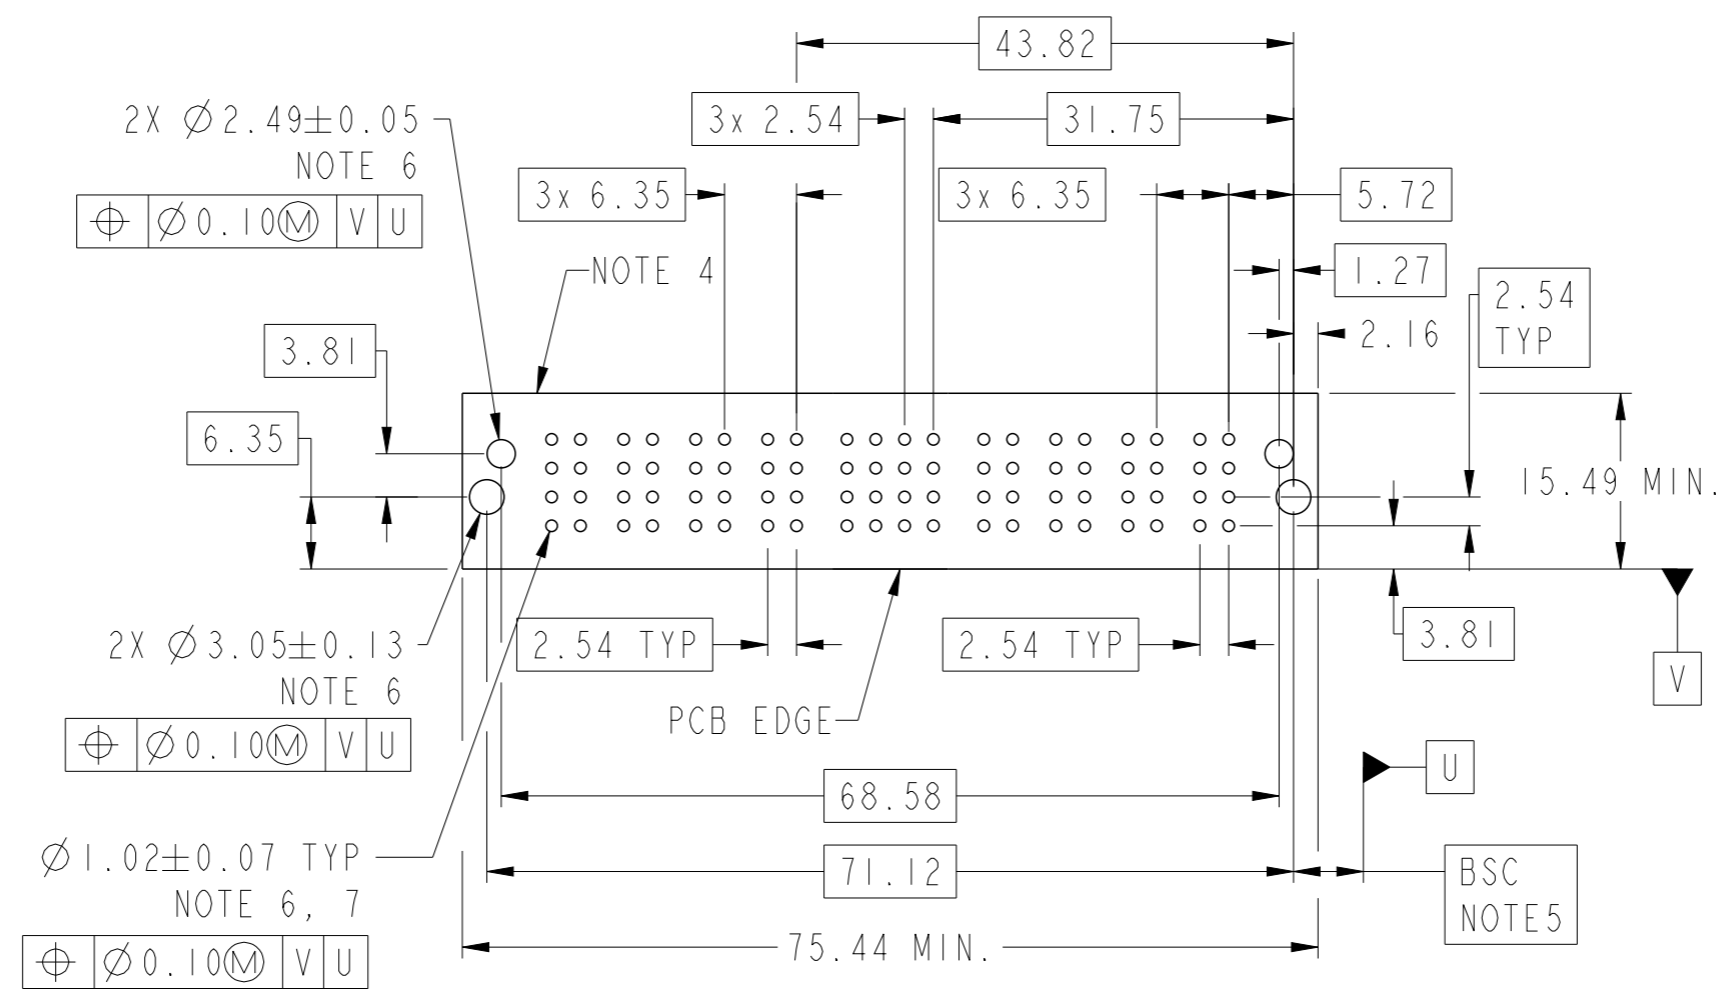 43.82
2X Ø2.49±0.05
NOTE 6
⌖ Ø0.10Ⓜ V U
3x 2.54
31.75
3x 6.35
3x 6.35
5.72
NOTE 4
1.27
2.54
TYP
2.16
3.81
6.35
15.49 MIN.
2X Ø3.05±0.13
NOTE 6
⌖ Ø0.10Ⓜ V U
2.54 TYP
2.54 TYP
3.81
V
PCB EDGE
U
68.58
Ø1.02±0.07 TYP
NOTE 6, 7
⌖ Ø0.10Ⓜ V U
71.12
BSC
NOTE5
75.44 MIN.